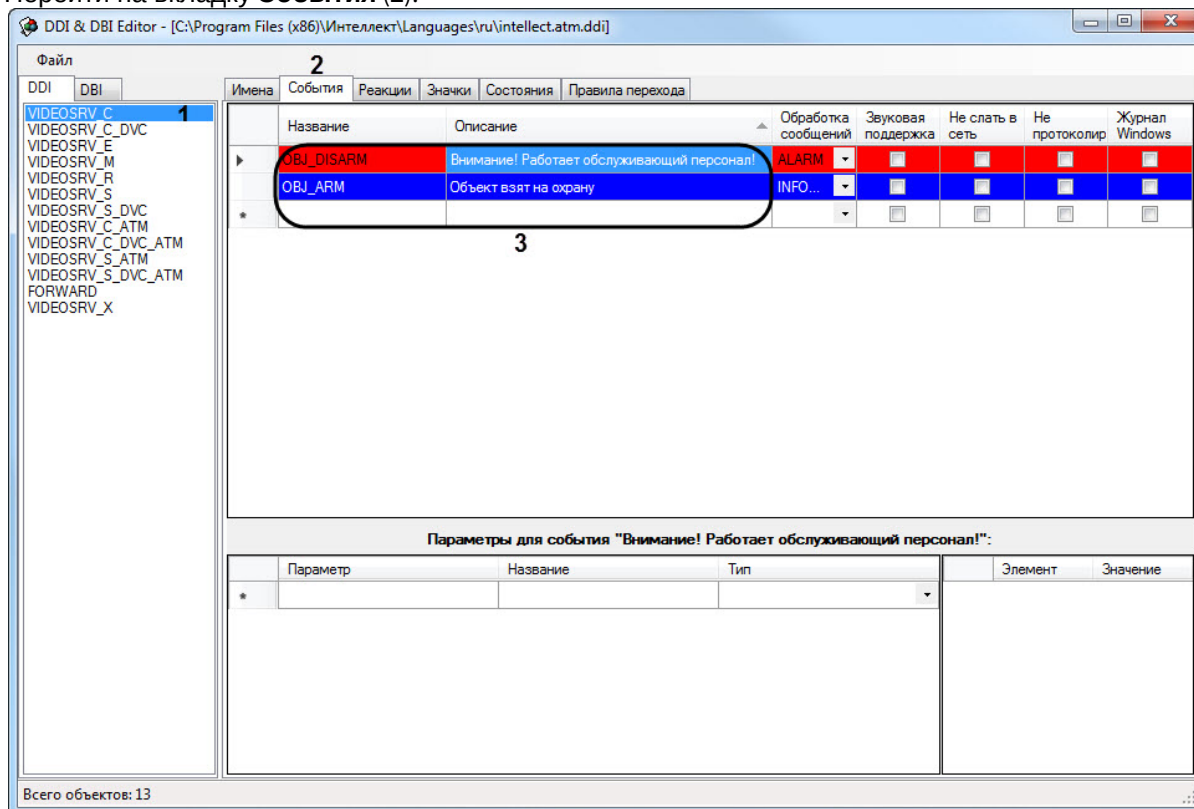 Перейти на вкладку СОБЫТИЯ (2).
DDI & DBI Editor - [C:\Program Files (x86)\Интеллект\Languages\ru\intellect.atm.ddi]
Файл
2
DDI DBI
Имена События Реакции Значки Состояния Правила перехода
VIDEOSRV_C 1
VIDEOSRV_C_DVC
VIDEOSRV_E
VIDEOSRV_M
VIDEOSRV_R
VIDEOSRV_S
VIDEOSRV_S_DVC
VIDEOSRV_C_ATM
VIDEOSRV_C_DVC_ATM
VIDEOSRV_S_ATM
VIDEOSRV_S_DVC_ATM
FORWARD
VIDEOSRV_X
Название Описание Обработка сообщений Звуковая поддержка Не слать в сеть Не протоколир Журнал Windows
OBJ_DISARM Внимание! Работает обслуживающий персонал! ALARM
OBJ_ARM Объект взят на охрану INFO...
3
Параметры для события "Внимание! Работает обслуживающий персонал!":
Параметр Название Тип Элемент Значение
Всего объектов: 13